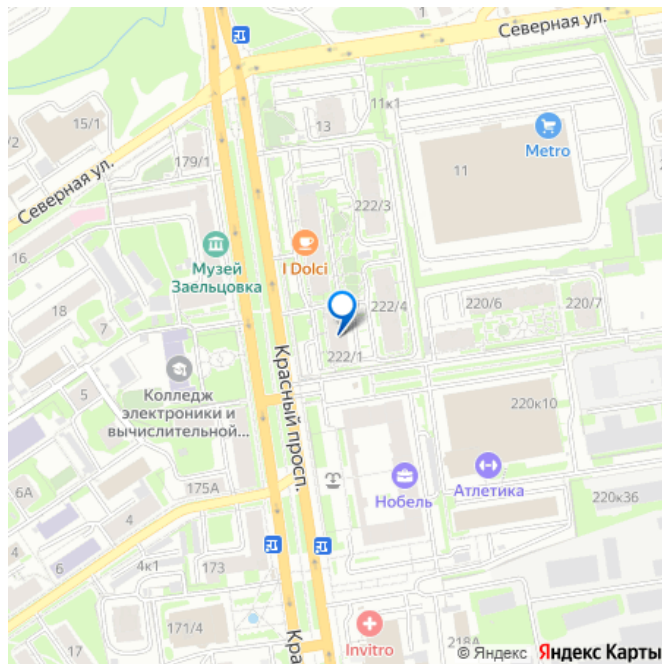 1
Северная ул.
11к1
15/1
/2
13
179/1
Metro
11
Северная ул.
222/3
16
Музей
Заельцовка
I Dolci
18
7
222/4
220/6
220/7
222/1
Красный просп.
5
Колледж
электроники и
вычислительной...
220к10
6А
175А
Нобель
Атлетика
220к36
4
6
4к1
173
171/4
17
Кра
Invitro
218А
© Яндекс
Яндекс Карты